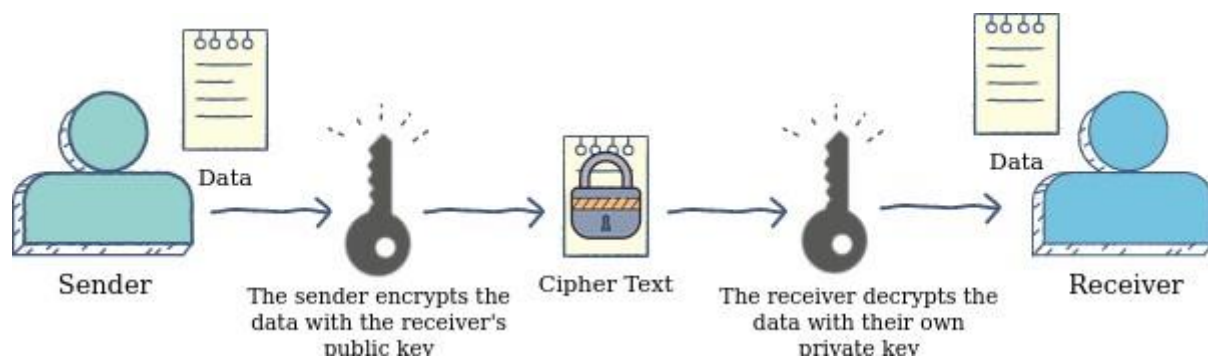 Data
Sender
The sender encrypts the
data with the receiver's
public key
Cipher Text
The receiver decrypts the
data with their own
private key
Data
Receiver